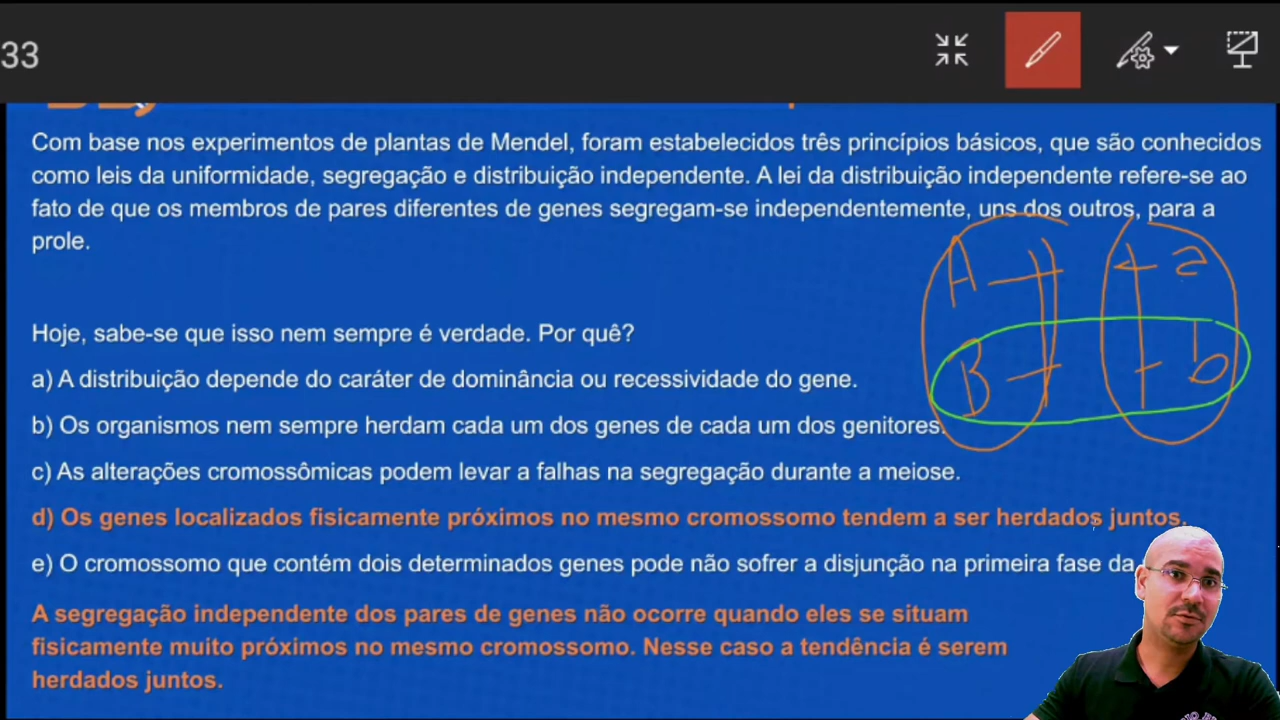 33
Com base nos experimentos de plantas de Mendel, foram estabelecidos três princípios básicos, que são conhecidos
como leis da uniformidade, segregação e distribuição independente. A lei da distribuição independente refere-se ao
fato de que os membros de pares diferentes de genes segregam-se independentemente, uns dos outros, para a
prole.
A a
B b
Hoje, sabe-se que isso nem sempre é verdade. Por quê?
a) A distribuição depende do caráter de dominância ou recessividade do gene.
b) Os organismos nem sempre herdam cada um dos genes de cada um dos genitores.
c) As alterações cromossômicas podem levar a falhas na segregação durante a meiose.
d) Os genes localizados fisicamente próximos no mesmo cromossomo tendem a ser herdados juntos.
e) O cromossomo que contém dois determinados genes pode não sofrer a disjunção na primeira fase da
A segregação independente dos pares de genes não ocorre quando eles se situam
fisicamente muito próximos no mesmo cromossomo. Nesse caso a tendência é serem
herdados juntos.